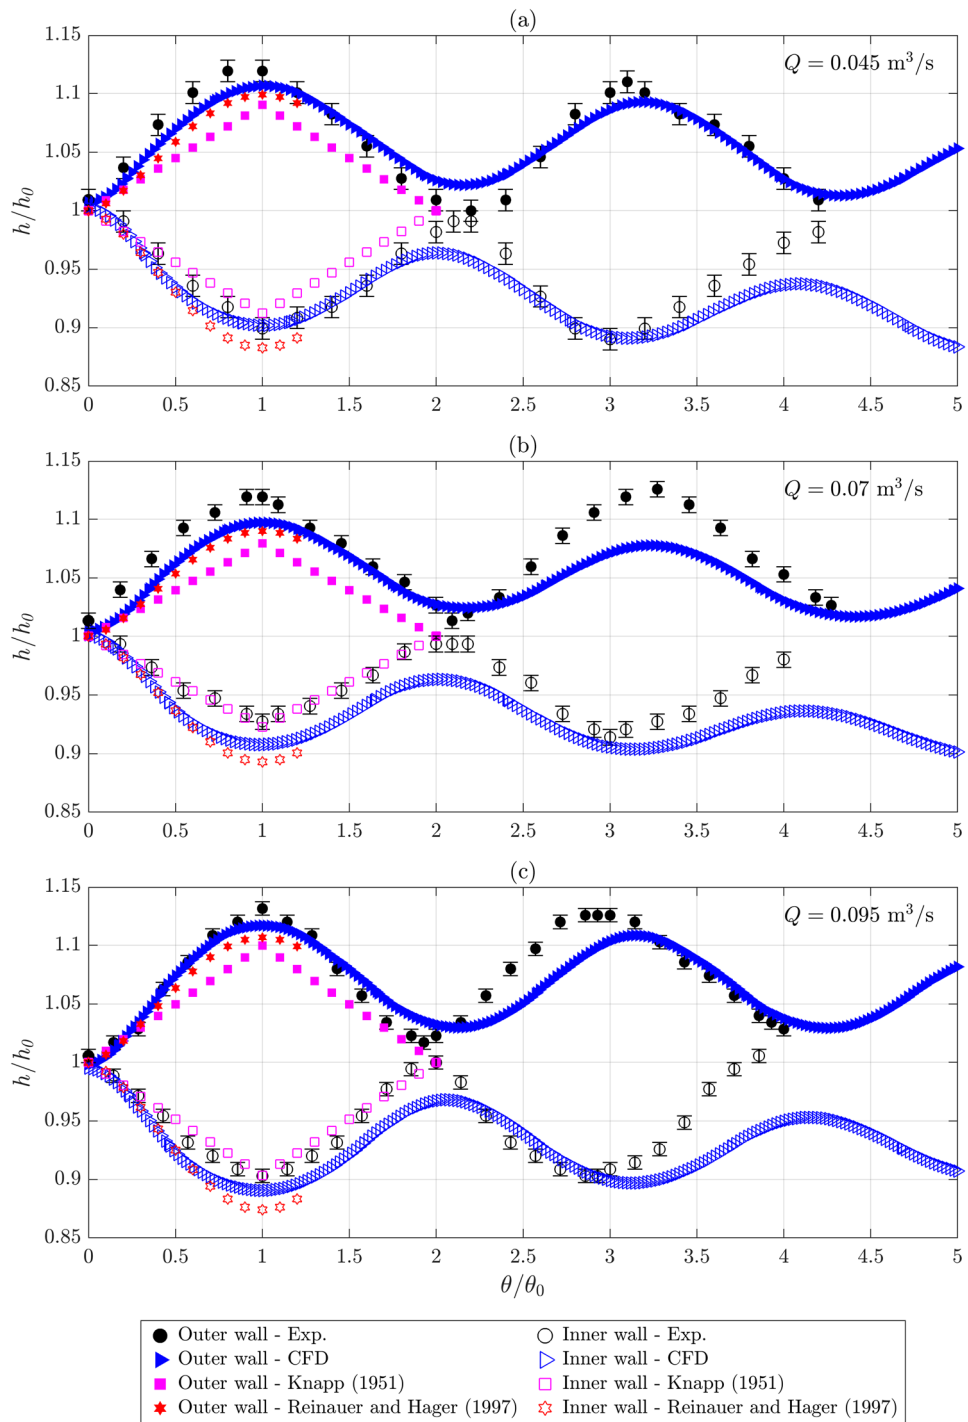 (a)
Q = 0.045 m³/s
1.15
1.1
1.05
1
0.95
0.9
0.85
h/h₀
0 0.5 1 1.5 2 2.5 3 3.5 4 4.5 5
(b)
Q = 0.07 m³/s
1.15
1.1
1.05
1
0.95
0.9
0.85
h/h₀
0 0.5 1 1.5 2 2.5 3 3.5 4 4.5 5
(c)
Q = 0.095 m³/s
1.15
1.1
1.05
1
0.95
0.9
0.85
h/h₀
0 0.5 1 1.5 2 2.5 3 3.5 4 4.5 5
θ/θ₀
Outer wall - Exp. Inner wall - Exp.
Outer wall - CFD Inner wall - CFD
Outer wall - Knapp (1951) Inner wall - Knapp (1951)
Outer wall - Reinauer and Hager (1997) Inner wall - Reinauer and Hager (1997)